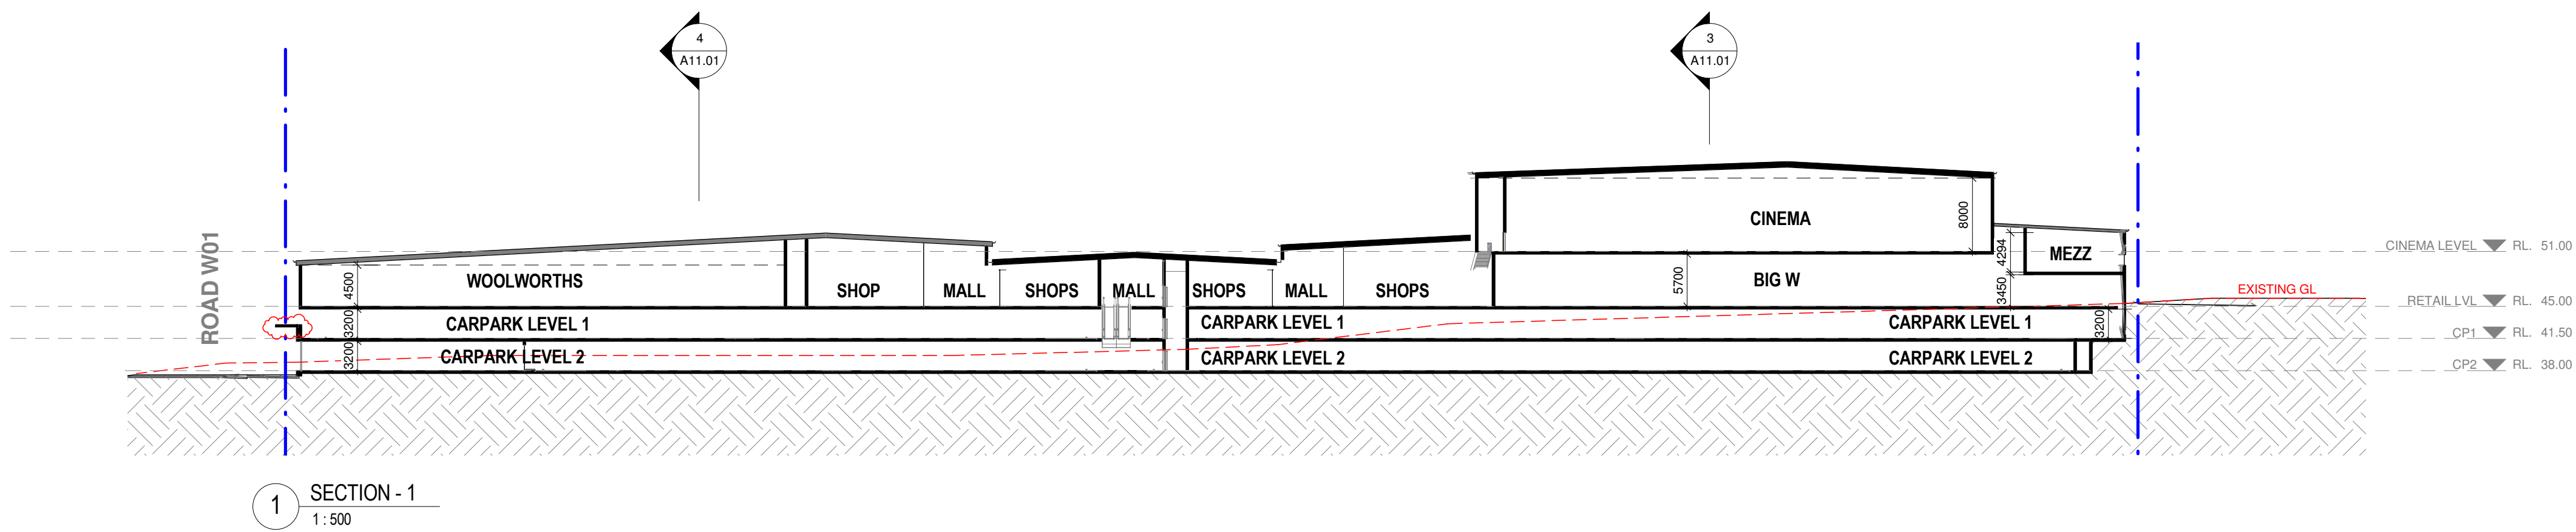 4
A11.01
3
A11.01
ROAD W01
CINEMA
8000
4294
MEZZ
CINEMA LEVEL RL. 51.00
WOOLWORTHS
4500
SHOP
MALL
SHOPS
MALL
SHOPS
MALL
SHOPS
5700
BIG W
3450
EXISTING GL
RETAIL LVL RL. 45.00
3200
CARPARK LEVEL 1
CARPARK LEVEL 1
CARPARK LEVEL 1
3200
CP1 RL. 41.50
3200
CARPARK LEVEL 2
CARPARK LEVEL 2
CARPARK LEVEL 2
CP2 RL. 38.00
1
SECTION - 1
1 : 500